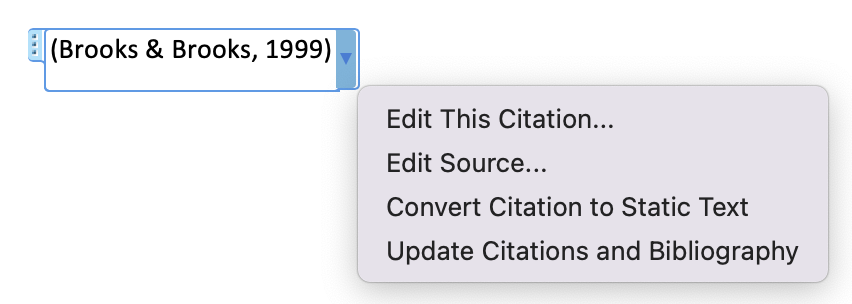 (Brooks & Brooks, 1999)
Edit This Citation...
Edit Source...
Convert Citation to Static Text
Update Citations and Bibliography